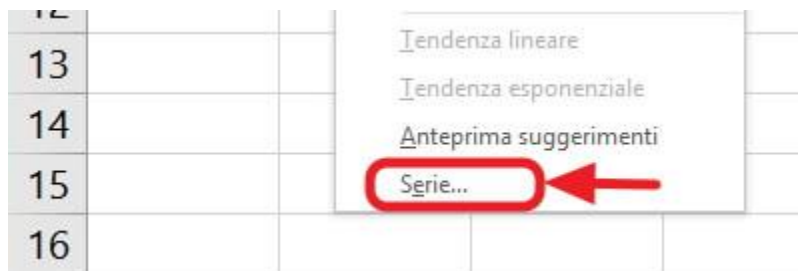 Tendenza lineare
13
Tendenza esponenziale
14
Anteprima suggerimenti
15
Serie...
16